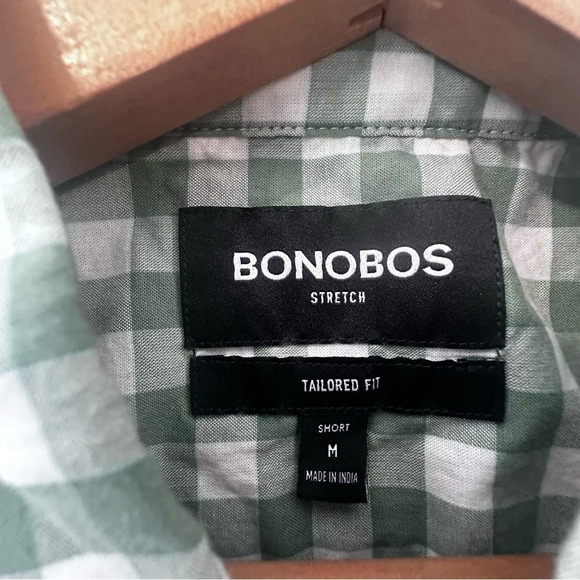 BONOBOS
STRETCH
TAILORED FIT
SHORT
M
MADE IN INDIA